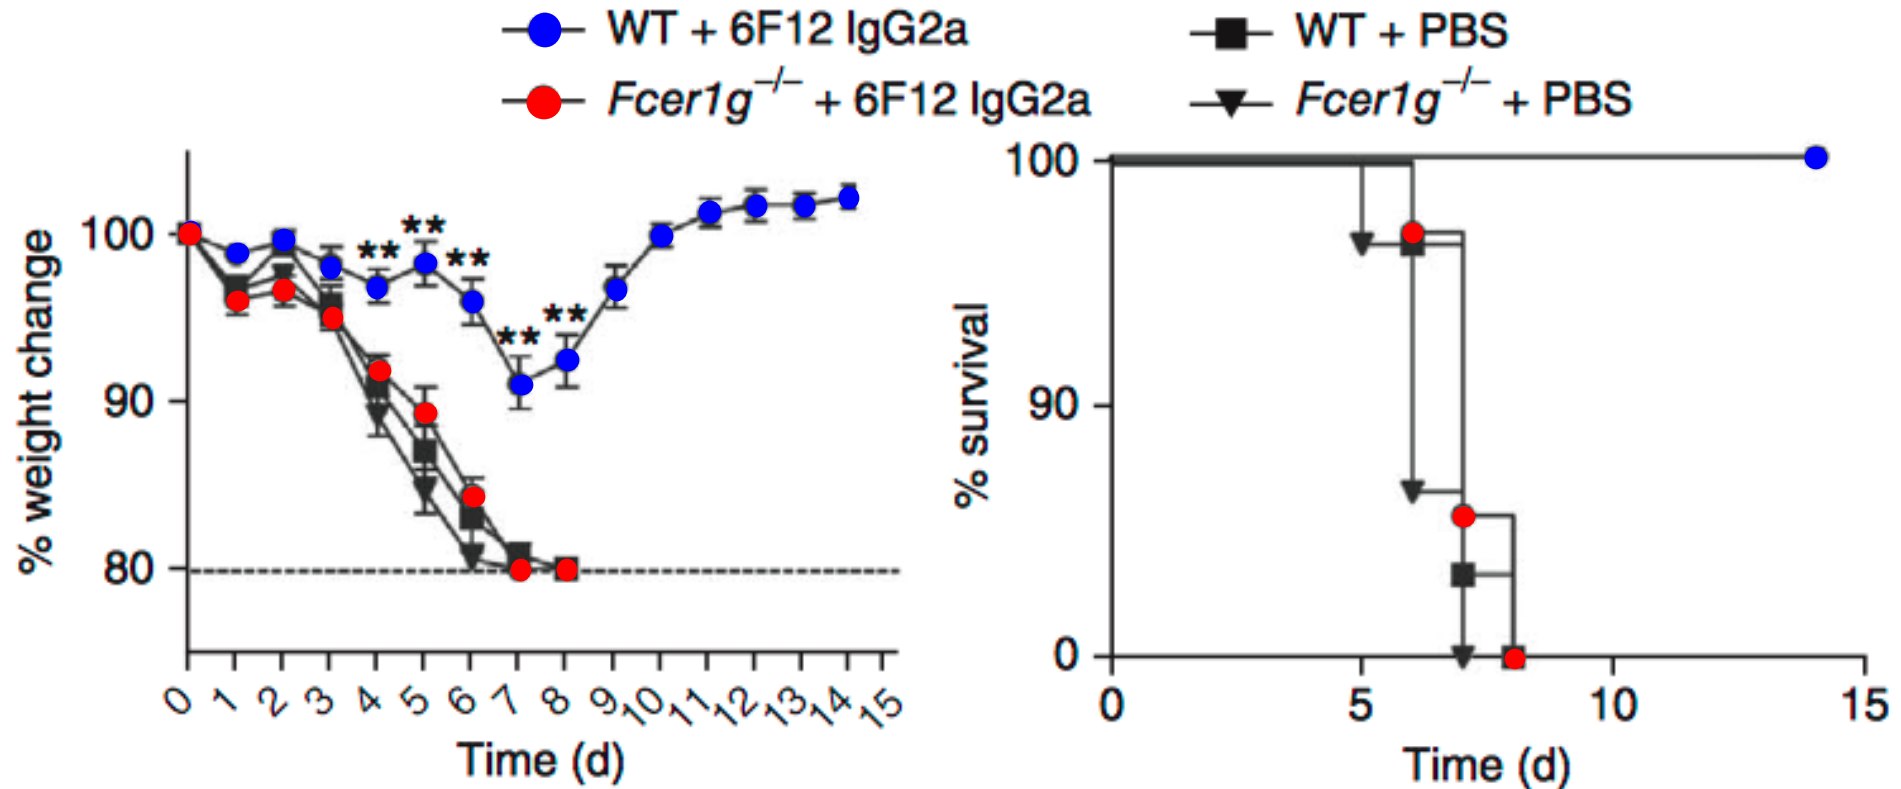 WT + 6F12 IgG2a
WT + PBS
Fcer1g−/− + 6F12 IgG2a
Fcer1g−/− + PBS
% weight change
100
90
80
**
**
**
**
**
0 1 2 3 4 5 6 7 8 9 10 11 12 13 14 15
Time (d)
% survival
100
90
0
0 5 10 15
Time (d)